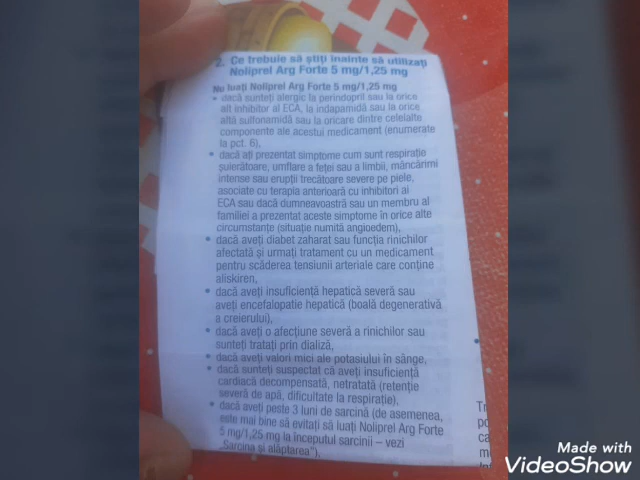 2. Ce trebuie să știți înainte să utilizați
Noliprel Arg Forte 5 mg/1,25 mg
Nu luați Noliprel Arg Forte 5 mg/1,25 mg
• dacă sunteți alergic la perindopril sau la orice
alt inhibitor al ECA, la indapamidă sau la orice
altă sulfonamidă sau la oricare dintre celelalte
componente ale acestui medicament (enumerate
la pct. 6),
• dacă ați prezentat simptome cum sunt respirație
șuierătoare, umflare a feței sau a limbii, mâncărimi
intense sau erupții trecătoare severe pe piele,
asociate cu terapia anterioară cu inhibitori ai
ECA sau dacă dumneavoastră sau un membru al
familiei a prezentat aceste simptome în orice alte
circumstanțe (situație numită angioedem),
• dacă aveți diabet zaharat sau funcția rinichilor
afectată și urmați tratament cu un medicament
pentru scăderea tensiunii arteriale care conține
aliskiren,
• dacă aveți insuficiență hepatică severă sau
aveți encefalopatie hepatică (boală degenerativă
a creierului),
• dacă aveți o afecțiune severă a rinichilor sau
sunteți tratați prin dializă,
• dacă aveți valori mici ale potasiului în sânge,
• dacă sunteți suspectat că aveți insuficiență
cardiacă decompensată, netratată (retenție
severă de apă, dificultate la respirație),
• dacă aveți peste 3 luni de sarcină (de asemenea,
este mai bine să evitați să luați Noliprel Arg Forte
5 mg/1,25 mg la începutul sarcinii – vezi
„Sarcina și alăptarea”),
Made with
VideoShow